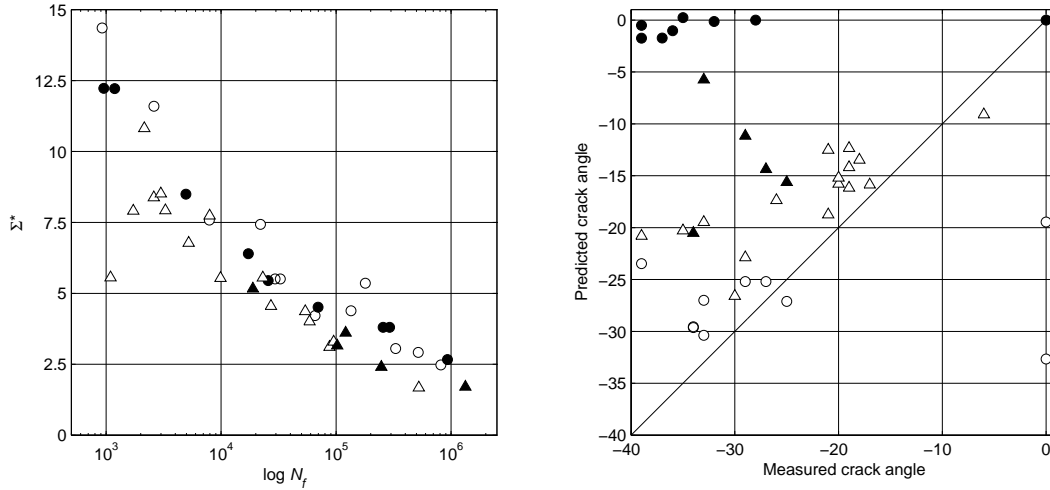 15
12.5
10
7.5
5
2.5
0
Σ*
10³ 10⁴ 10⁵ 10⁶
log N_f
−0
−5
−10
−15
−20
−25
−30
−35
−40
Predicted crack angle
−40 −30 −20 −10 0
Measured crack angle